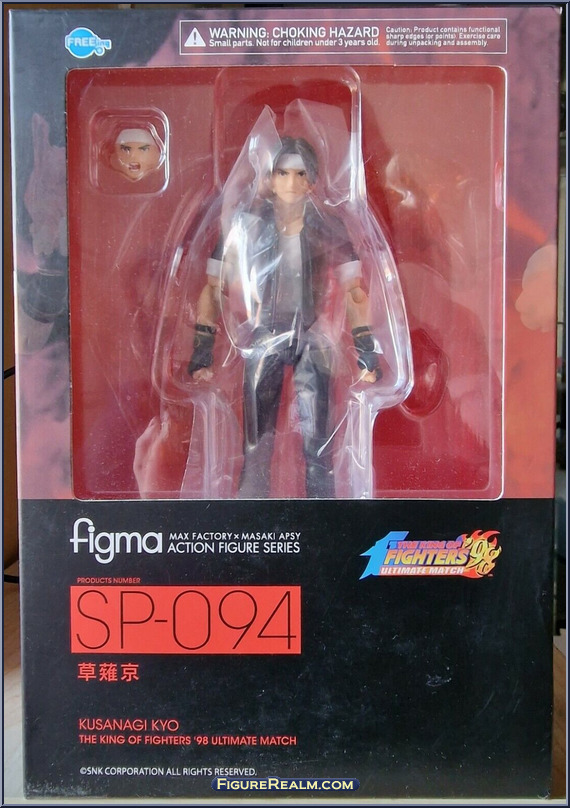 FREEing
WARNING: CHOKING HAZARD
Small parts. Not for children under 3 years old.
Caution: Product contains functional
sharp edges (or points). Exercise care
during unpacking and assembly.
figma
MAX FACTORY × MASAKI APSY
ACTION FIGURE SERIES
THE KING OF
FIGHTERS '98
ULTIMATE MATCH
PRODUCTS NUMBER
SP-094
草薙京
KUSANAGI KYO
THE KING OF FIGHTERS '98 ULTIMATE MATCH
©SNK CORPORATION ALL RIGHTS RESERVED.
FIGUREREALM.COM